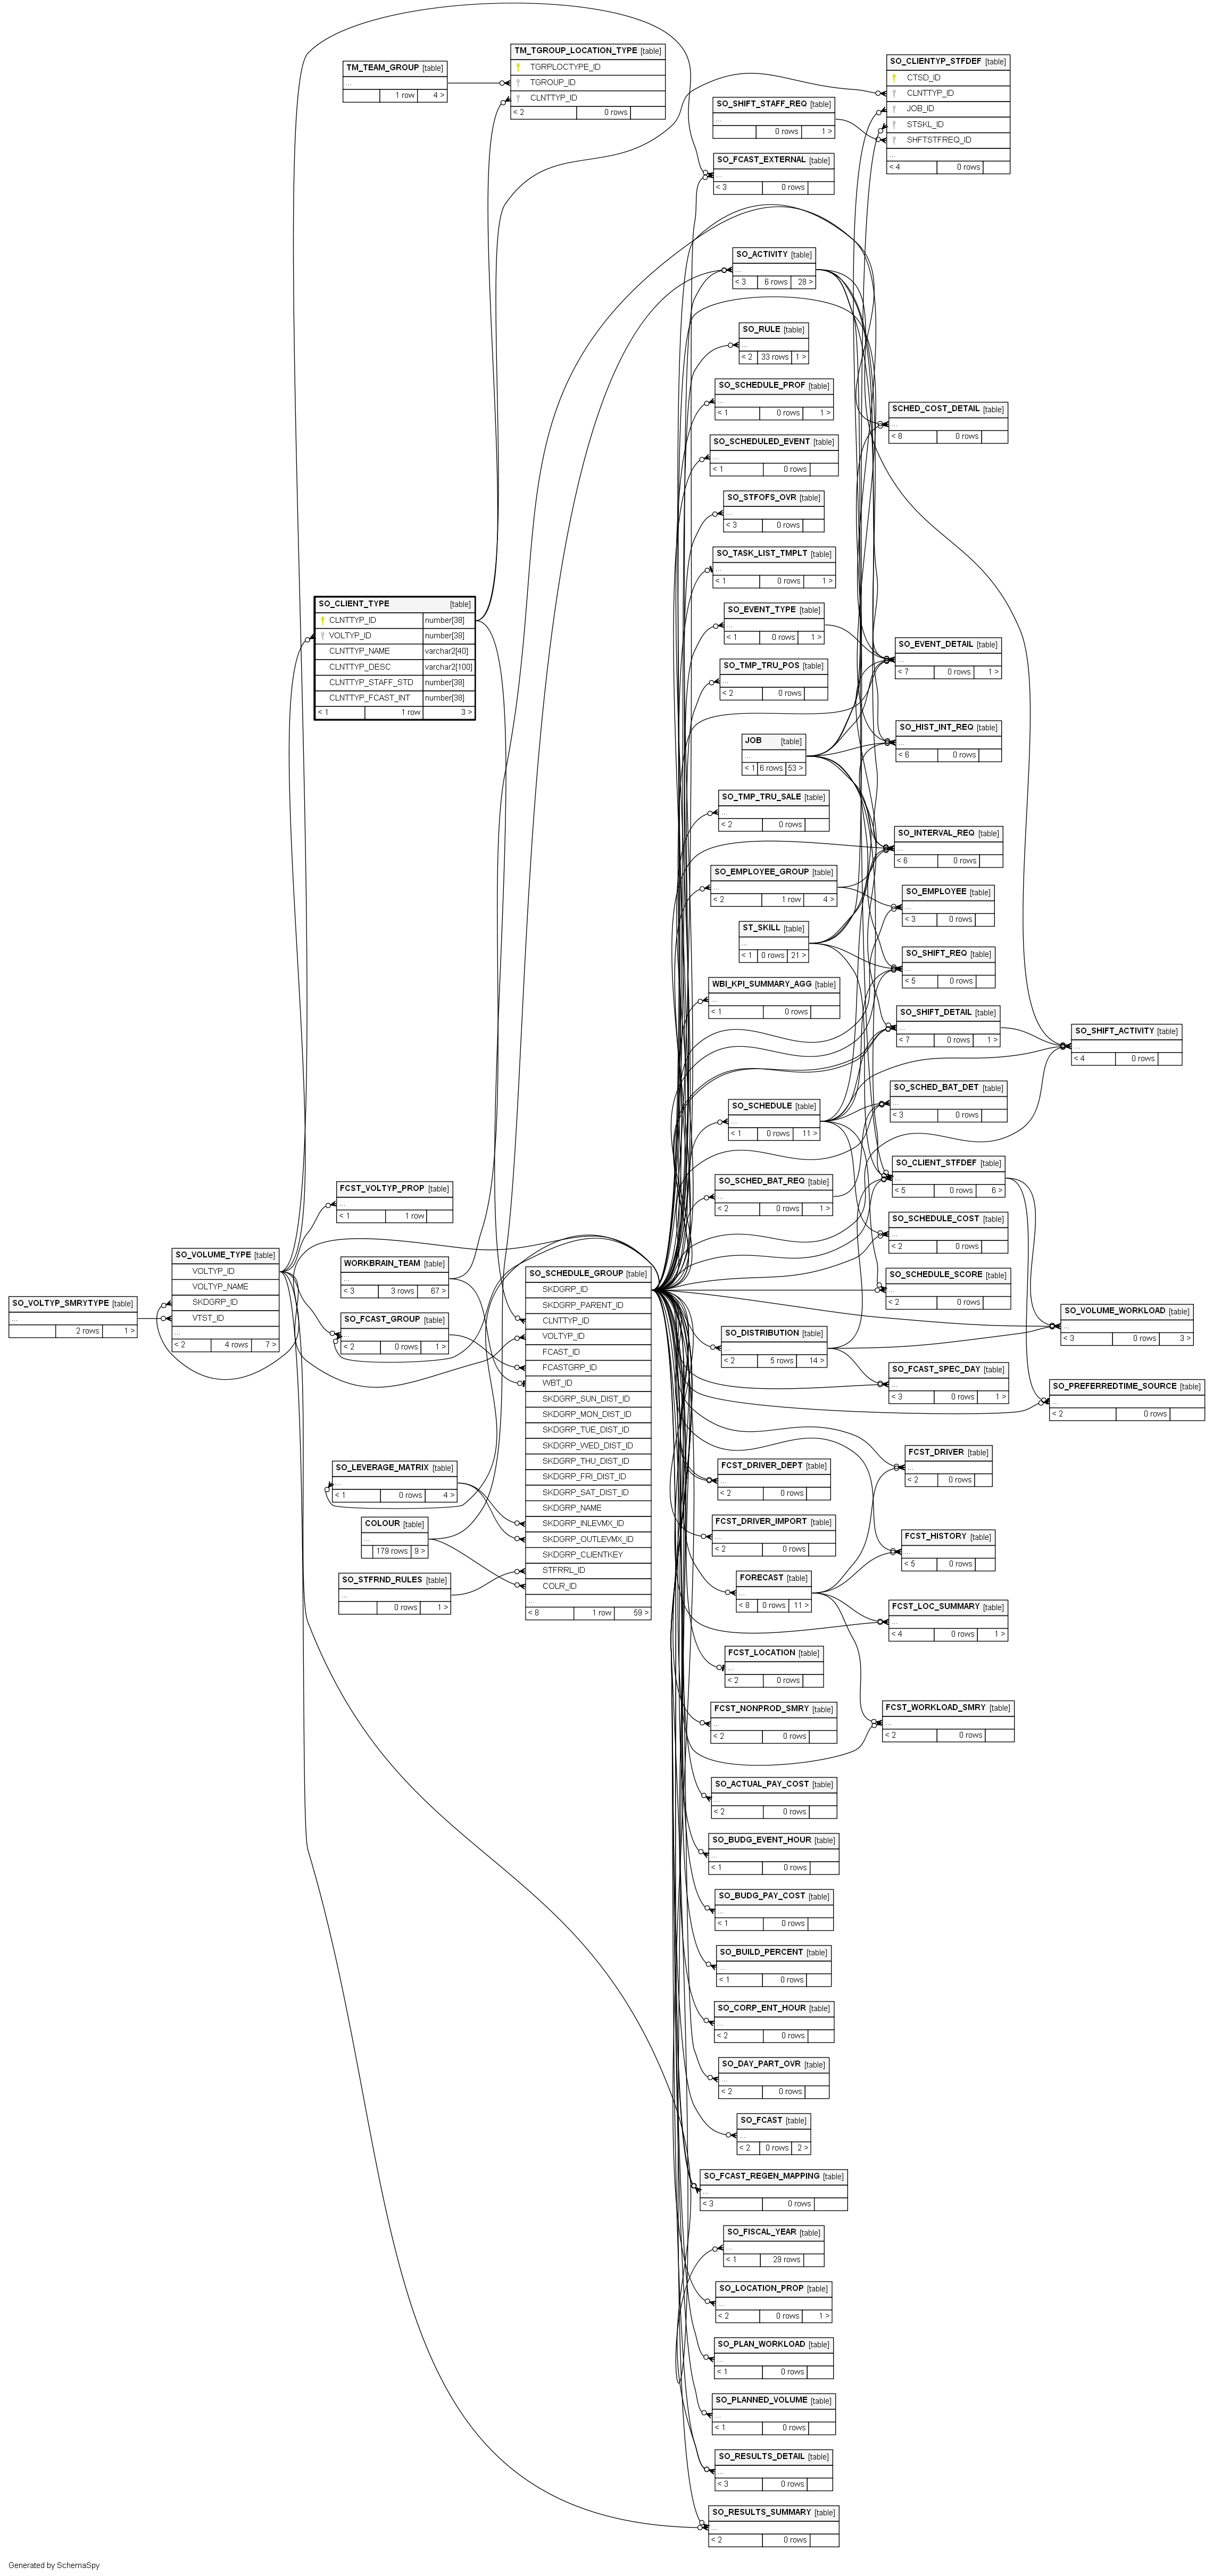 TM_TEAM_GROUP [table]
...
1 row 4 >
TM_TGROUP_LOCATION_TYPE [table]
TGRPLOCTYPE_ID
TGROUP_ID
CLNTTYP_ID
< 2 0 rows
SO_CLIENTYP_STFDEF [table]
CTSD_ID
CLNTTYP_ID
JOB_ID
STSKL_ID
SHFTSTFREQ_ID
...
< 4 0 rows
SO_SHIFT_STAFF_REQ [table]
...
0 rows 1 >
SO_FCAST_EXTERNAL [table]
...
< 3 0 rows
SO_ACTIVITY [table]
...
< 3 6 rows 28 >
SO_RULE [table]
...
< 2 33 rows 1 >
SO_SCHEDULE_PROF [table]
...
< 1 0 rows 1 >
SCHED_COST_DETAIL [table]
...
< 8 0 rows
SO_SCHEDULED_EVENT [table]
...
< 1 0 rows
SO_STFOFS_OVR [table]
...
< 3 0 rows
SO_TASK_LIST_TMPLT [table]
...
< 1 0 rows 1 >
SO_CLIENT_TYPE [table]
CLNTTYP_ID number[38]
VOLTYP_ID number[38]
CLNTTYP_NAME varchar2[40]
CLNTTYP_DESC varchar2[100]
CLNTTYP_STAFF_STD number[38]
CLNTTYP_FCAST_INT number[38]
< 1 1 row 3 >
SO_EVENT_TYPE [table]
...
< 1 0 rows 1 >
SO_EVENT_DETAIL [table]
...
< 7 0 rows 1 >
SO_TMP_TRU_POS [table]
...
< 2 0 rows
SO_HIST_INT_REQ [table]
...
< 6 0 rows
JOB [table]
...
< 1 6 rows 53 >
SO_TMP_TRU_SALE [table]
...
< 2 0 rows
SO_INTERVAL_REQ [table]
...
< 6 0 rows
SO_EMPLOYEE_GROUP [table]
...
< 2 1 row 4 >
SO_EMPLOYEE [table]
...
< 3 0 rows
ST_SKILL [table]
...
< 1 0 rows 21 >
SO_SHIFT_REQ [table]
...
< 5 0 rows
WBI_KPI_SUMMARY_AGG [table]
...
< 1 0 rows
SO_SHIFT_DETAIL [table]
...
< 7 0 rows 1 >
SO_SHIFT_ACTIVITY [table]
...
< 4 0 rows
SO_SCHED_BAT_DET [table]
...
< 3 0 rows
SO_SCHEDULE [table]
...
< 1 0 rows 11 >
SO_CLIENT_STFDEF [table]
...
< 5 0 rows 6 >
SO_SCHED_BAT_REQ [table]
...
< 2 0 rows 1 >
FCST_VOLTYP_PROP [table]
...
< 1 1 row
SO_SCHEDULE_COST [table]
...
< 2 0 rows
SO_VOLUME_TYPE [table]
VOLTYP_ID
VOLTYP_NAME
SKDGRP_ID
VTST_ID
...
< 2 4 rows 7 >
WORKBRAIN_TEAM [table]
...
< 3 3 rows 67 >
SO_SCHEDULE_SCORE [table]
...
< 2 0 rows
SO_VOLTYP_SMRYTYPE [table]
...
2 rows 1 >
SO_FCAST_GROUP [table]
...
< 2 0 rows 1 >
SO_SCHEDULE_GROUP [table]
SKDGRP_ID
SKDGRP_PARENT_ID
CLNTTYP_ID
VOLTYP_ID
FCAST_ID
FCASTGRP_ID
WBT_ID
SKDGRP_SUN_DIST_ID
SKDGRP_MON_DIST_ID
SKDGRP_TUE_DIST_ID
SKDGRP_WED_DIST_ID
SKDGRP_THU_DIST_ID
SKDGRP_FRI_DIST_ID
SKDGRP_SAT_DIST_ID
SKDGRP_NAME
SKDGRP_INLEVMX_ID
SKDGRP_OUTLEVMX_ID
SKDGRP_CLIENTKEY
STFRRL_ID
COLR_ID
...
< 8 1 row 59 >
SO_VOLUME_WORKLOAD [table]
...
< 3 0 rows 3 >
SO_DISTRIBUTION [table]
...
< 2 5 rows 14 >
SO_FCAST_SPEC_DAY [table]
...
< 3 0 rows 1 >
SO_PREFERREDTIME_SOURCE [table]
...
< 2 0 rows
FCST_DRIVER [table]
...
< 2 0 rows
SO_LEVERAGE_MATRIX [table]
...
< 1 0 rows 4 >
FCST_DRIVER_DEPT [table]
...
< 2 0 rows
COLOUR [table]
...
179 rows 9 >
FCST_DRIVER_IMPORT [table]
...
< 2 0 rows
FCST_HISTORY [table]
...
< 5 0 rows
SO_STFRND_RULES [table]
...
0 rows 1 >
FORECAST [table]
...
< 8 0 rows 11 >
FCST_LOC_SUMMARY [table]
...
< 4 0 rows 1 >
FCST_LOCATION [table]
...
< 2 0 rows
FCST_NONPROD_SMRY [table]
...
< 2 0 rows
FCST_WORKLOAD_SMRY [table]
...
< 2 0 rows
SO_ACTUAL_PAY_COST [table]
...
< 2 0 rows
SO_BUDG_EVENT_HOUR [table]
...
< 1 0 rows
SO_BUDG_PAY_COST [table]
...
< 1 0 rows
SO_BUILD_PERCENT [table]
...
< 1 0 rows
SO_CORP_ENT_HOUR [table]
...
< 2 0 rows
SO_DAY_PART_OVR [table]
...
< 2 0 rows
SO_FCAST [table]
...
< 2 0 rows 2 >
SO_FCAST_REGEN_MAPPING [table]
...
< 3 0 rows
SO_FISCAL_YEAR [table]
...
< 1 29 rows
SO_LOCATION_PROP [table]
...
< 2 0 rows 1 >
SO_PLAN_WORKLOAD [table]
...
< 1 0 rows
SO_PLANNED_VOLUME [table]
...
< 1 0 rows
SO_RESULTS_DETAIL [table]
...
< 3 0 rows
SO_RESULTS_SUMMARY [table]
...
< 2 0 rows
Generated by SchemaSpy